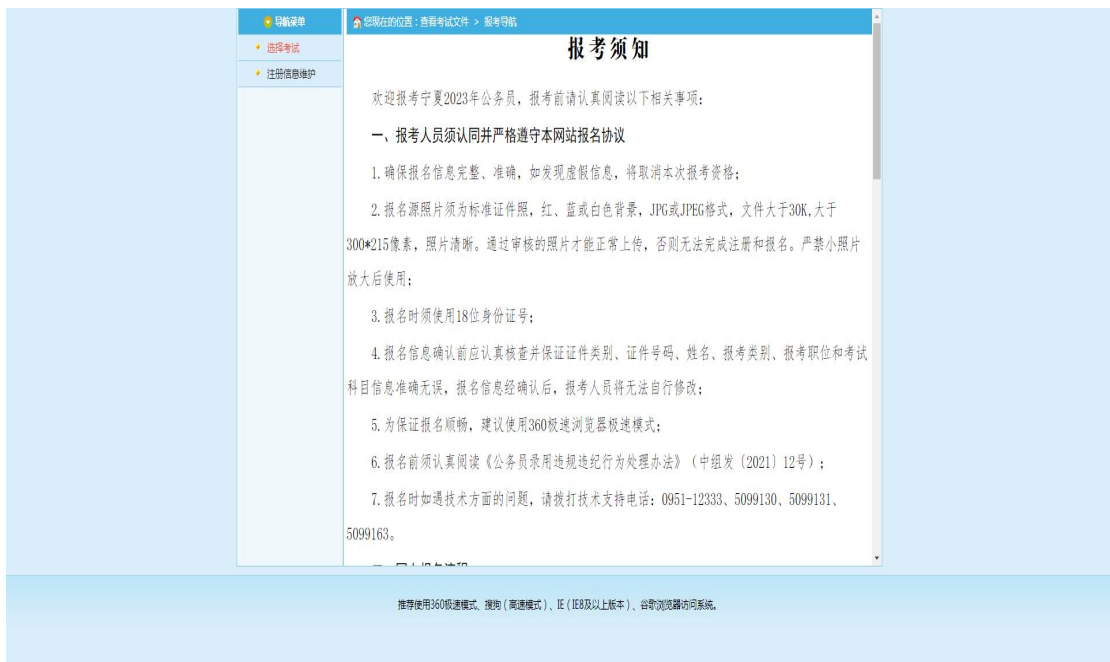 导航菜单
选择考试
注册信息维护
您现在的位置：查看考试文件 > 报考导航
报考须知
欢迎报考宁夏2023年公务员，报考前请认真阅读以下相关事项：
一、报考人员须认同并严格遵守本网站报名协议
1.确保报名信息完整、准确，如发现虚假信息，将取消本次报考资格；
2.报名源照片须为标准证件照，红、蓝或白色背景，JPG或JPEG格式，文件大于30K,大于
300*215像素，照片清晰。通过审核的照片才能正常上传，否则无法完成注册和报名。严禁小照片
放大后使用；
3.报名时须使用18位身份证号；
4.报名信息确认前应认真核查并保证证件类别、证件号码、姓名、报考类别、报考职位和考试
科目信息准确无误，报名信息经确认后，报考人员将无法自行修改；
5.为保证报名顺畅，建议使用360极速浏览器极速模式；
6.报名前须认真阅读《公务员录用违规违纪行为处理办法》（中组发〔2021〕12号）；
7.报名时如遇技术方面的问题，请拨打技术支持电话：0951-12333、5099130、5099131、
5099163。
推荐使用360极速模式、搜狗（高速模式）、IE（IE8及以上版本）、谷歌浏览器访问系统。